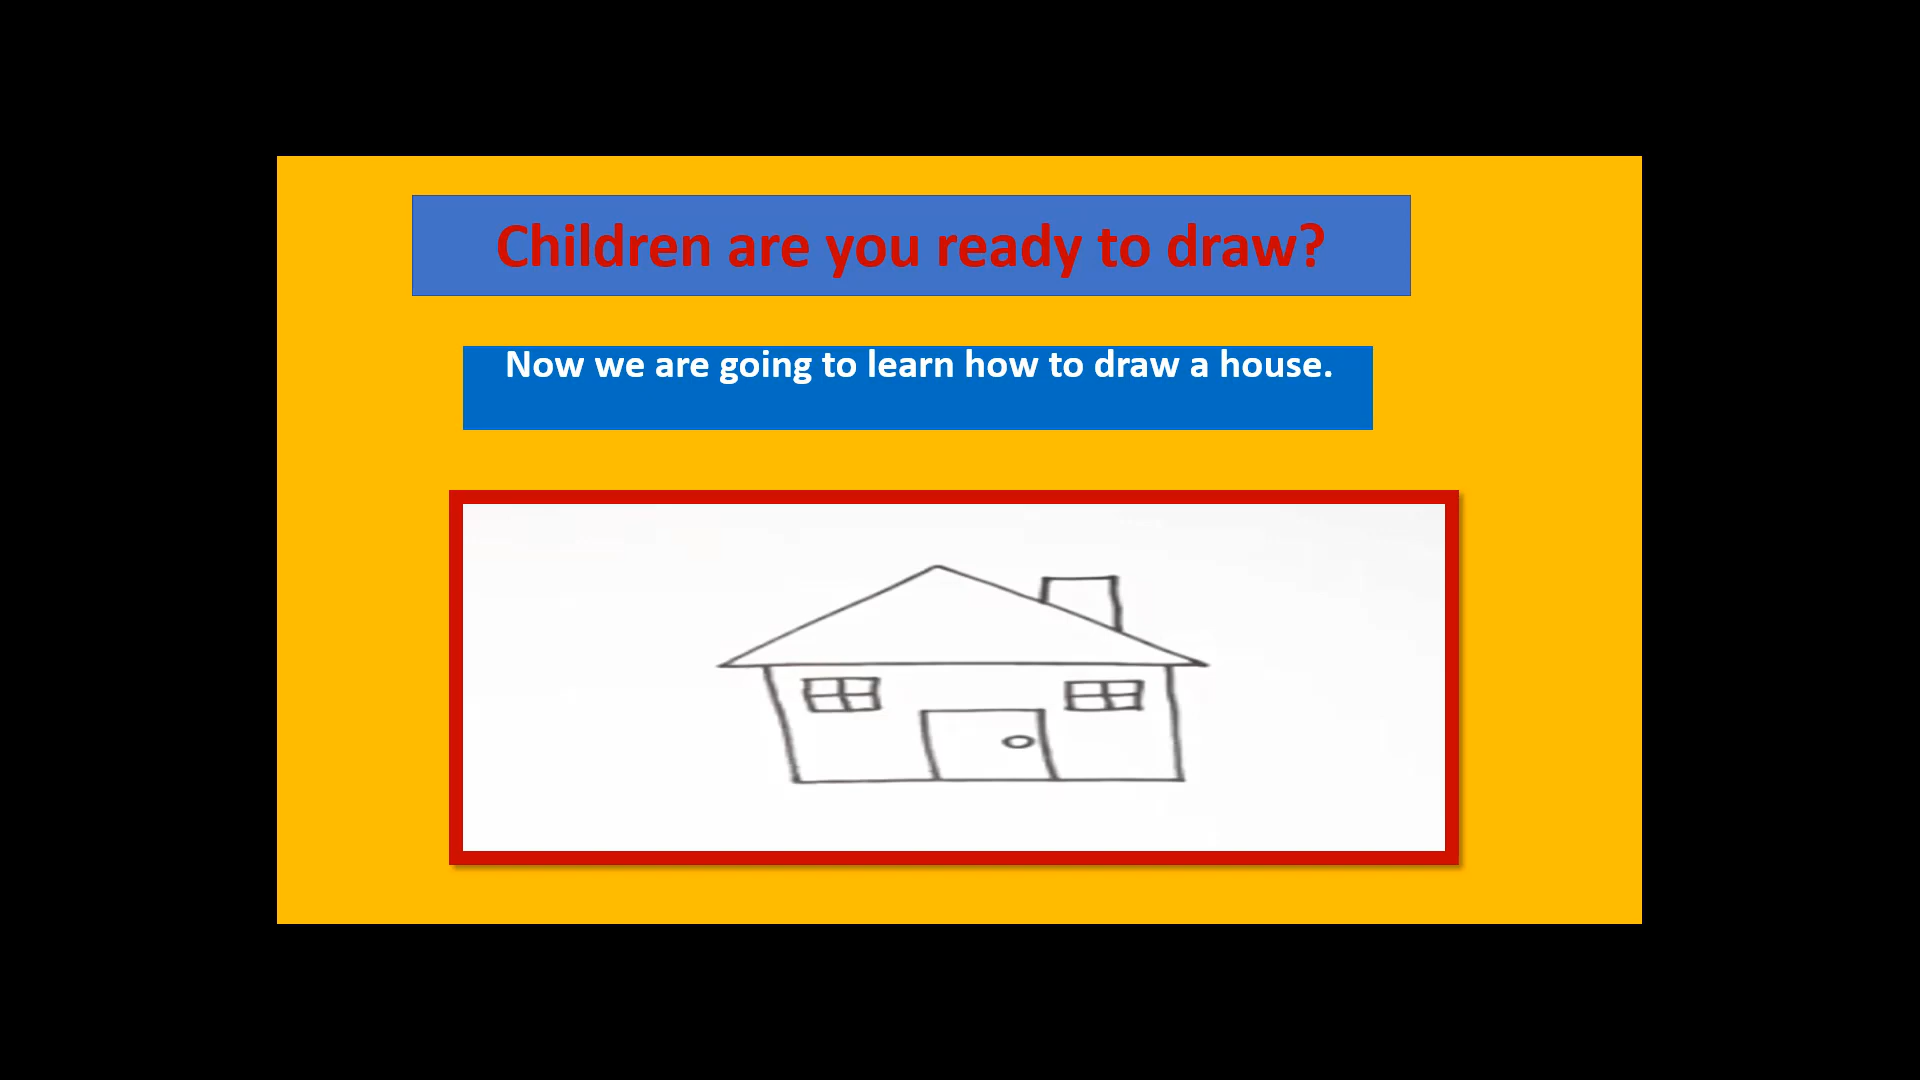 Children are you ready to draw?
Now we are going to learn how to draw a house.